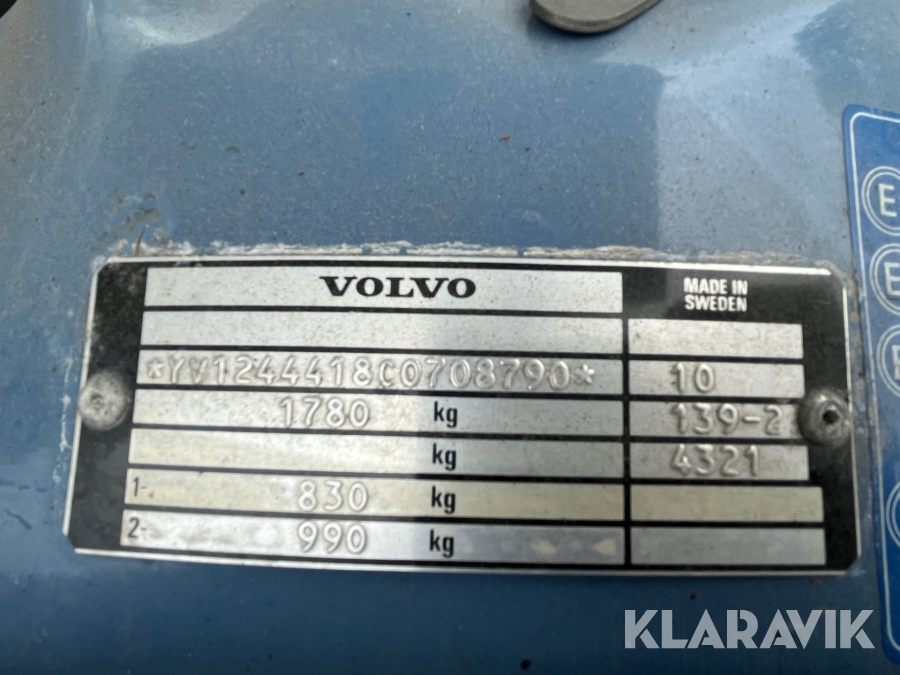 VOLVO
MADE IN
SWEDEN
*YV1244418C0708790* 10
1780 kg 139-2
kg 4321
1- 830 kg
2- 990 kg
E
E
E
KLARAVIK